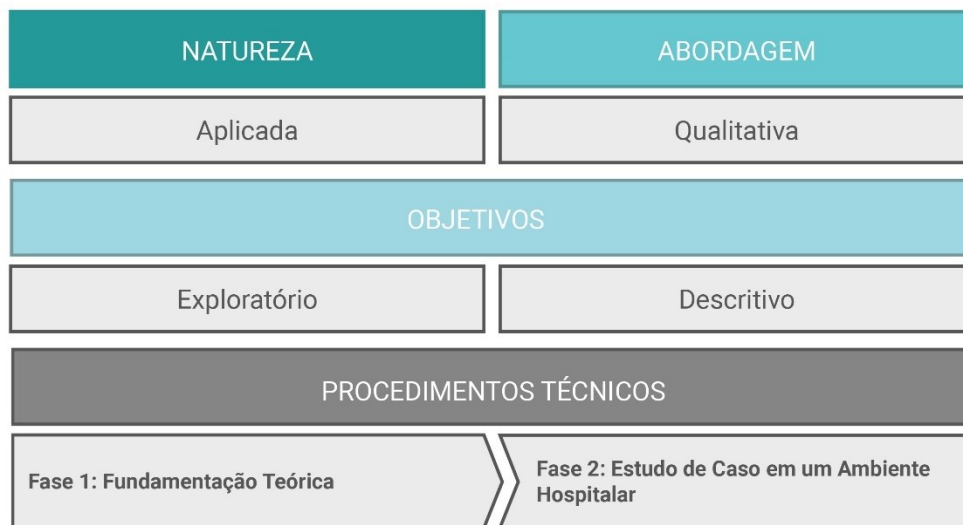 NATUREZA
ABORDAGEM
Aplicada
Qualitativa
OBJETIVOS
Exploratório
Descritivo
PROCEDIMENTOS TÉCNICOS
Fase 1: Fundamentação Teórica
Fase 2: Estudo de Caso em um Ambiente
Hospitalar